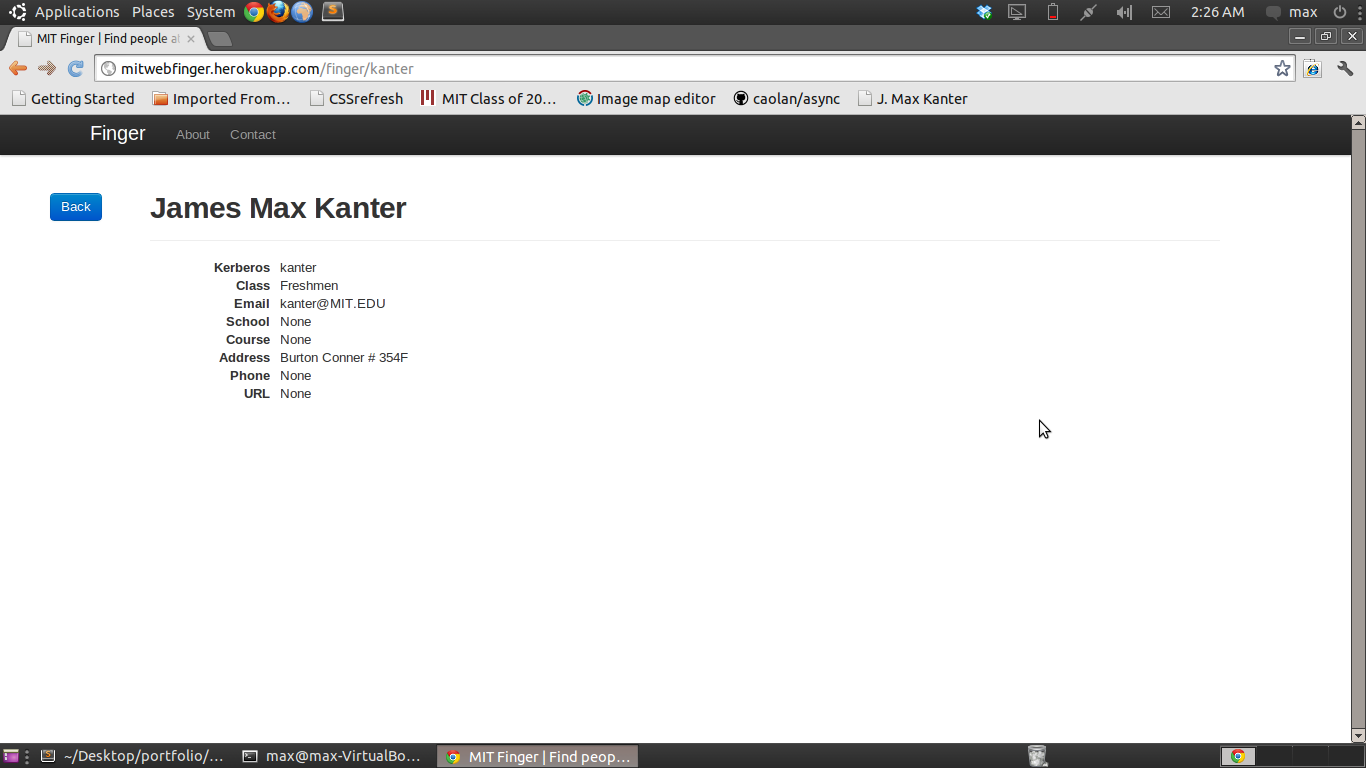 Applications Places System 2:26 AM max
MIT Finger | Find people a
mitwebfinger.herokuapp.com/finger/kanter
Getting Started Imported From… CSSrefresh MIT Class of 20… Image map editor caolan/async J. Max Kanter
Finger About Contact
Back James Max Kanter
Kerberos kanter
Class Freshmen
Email kanter@MIT.EDU
School None
Course None
Address Burton Conner # 354F
Phone None
URL None
~/Desktop/portfolio/… max@max-VirtualBo… MIT Finger | Find peop…